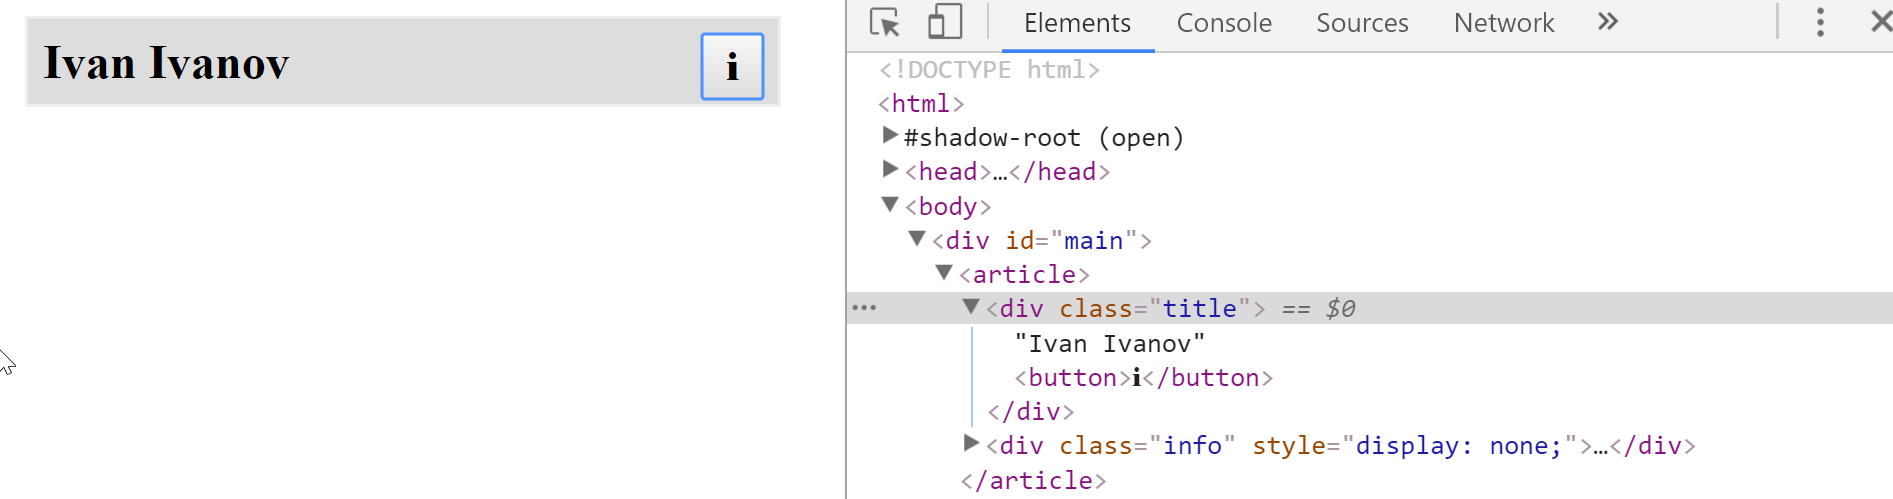 Ivan Ivanov ℹ
Elements Console Sources Network »
<!DOCTYPE html>
<html>
▶#shadow-root (open)
▶<head>…</head>
▼<body>
▼<div id="main">
▼<article>
… ▼<div class="title"> == $0
"Ivan Ivanov"
<button>ℹ</button>
</div>
▶<div class="info" style="display: none;">…</div>
</article>